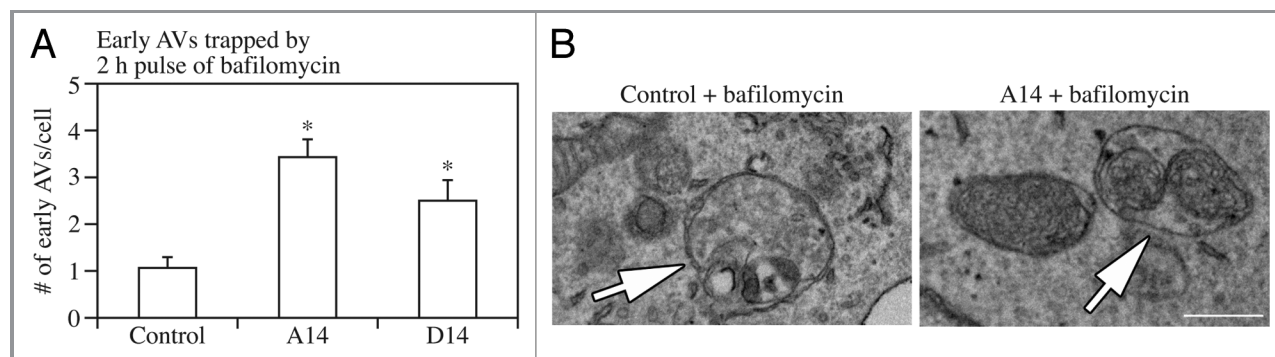 A
Early AVs trapped by
2 h pulse of bafilomycin
# of early AVs/cell
5
4
3
2
1
0
*
*
Control
A14
D14
B
Control + bafilomycin
A14 + bafilomycin